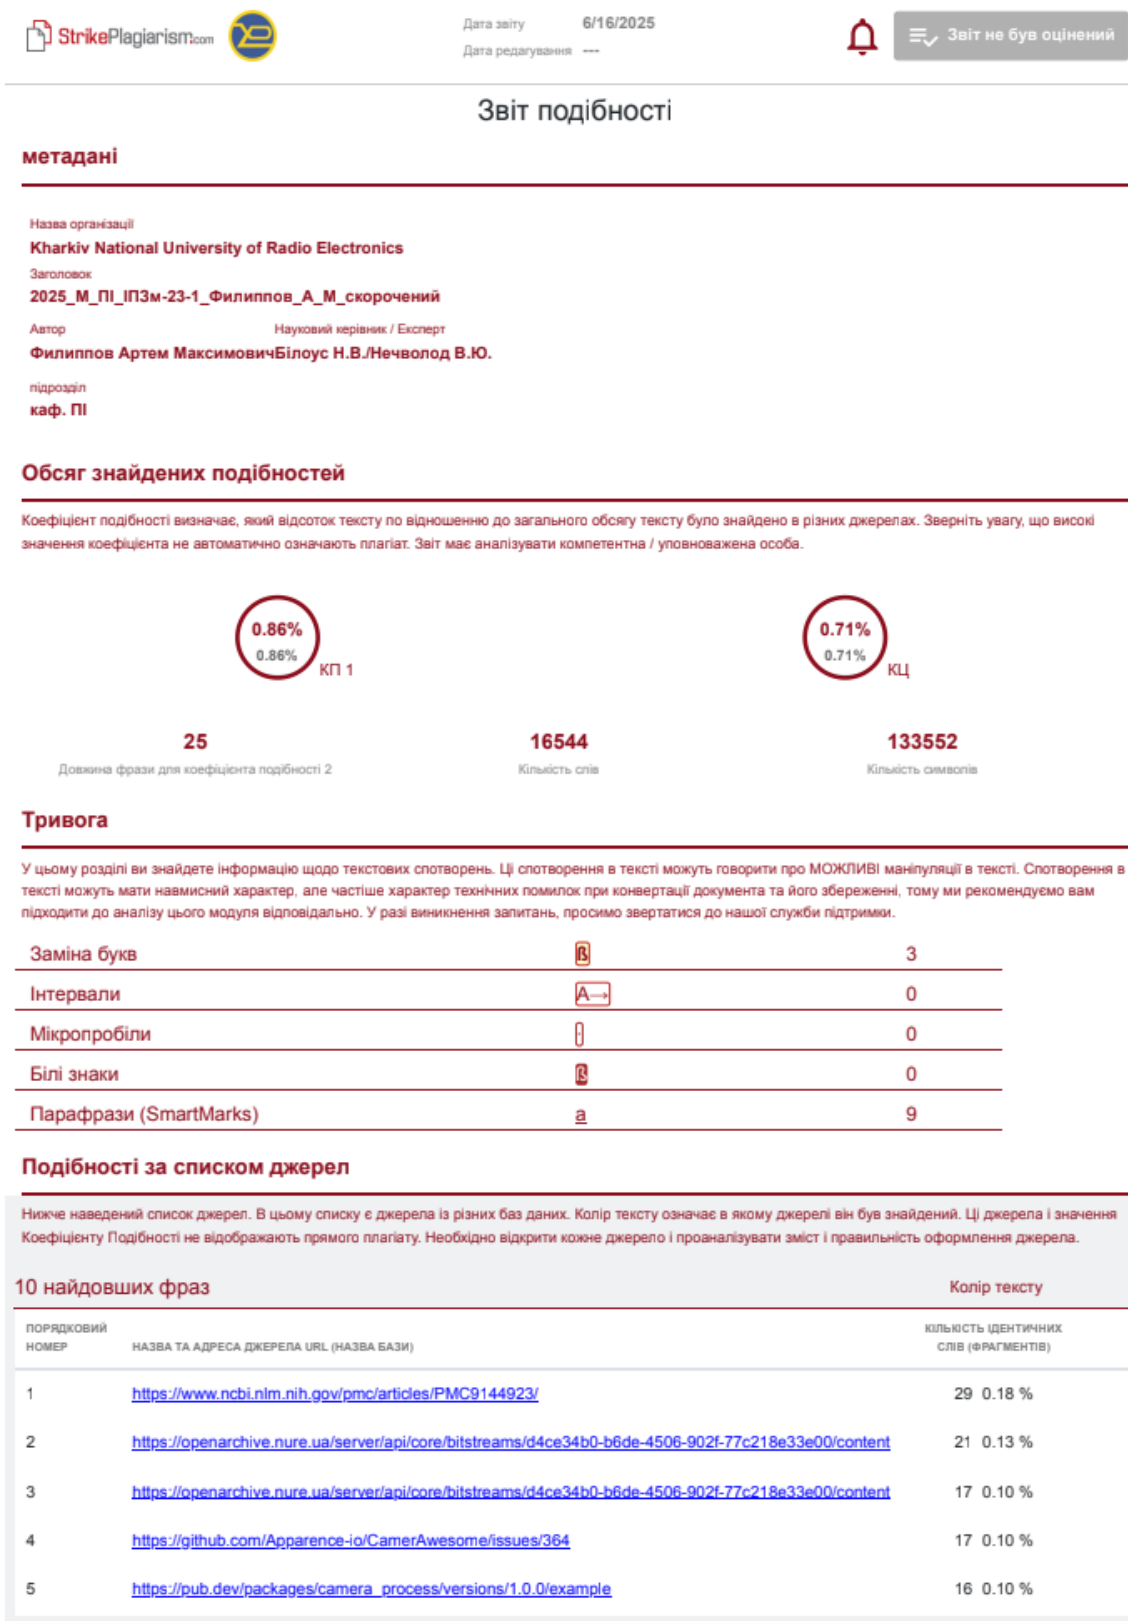 StrikePlagiarism.com
Дата звіту 6/16/2025
Дата редагування ---
Звіт не був оцінений
Звіт подібності
метадані
Назва організації
Kharkiv National University of Radio Electronics
Заголовок
2025_М_ПІ_ІПЗм-23-1_Филиппов_А_М_скорочений
Автор Науковий керівник / Експерт
Филиппов Артем МаксимовичБілоус Н.В./Нечволод В.Ю.
підрозділ
каф. ПІ
Обсяг знайдених подібностей
Коефіцієнт подібності визначає, який відсоток тексту по відношенню до загального обсягу тексту було знайдено в різних джерелах. Зверніть увагу, що високі
значення коефіцієнта не автоматично означають плагіат. Звіт має аналізувати компетентна / уповноважена особа.
0.86% 0.71%
0.86% 0.71%
КП 1 КЦ
25 16544 133552
Довжина фрази для коефіцієнта подібності 2 Кількість слів Кількість символів
Тривога
У цьому розділі ви знайдете інформацію щодо текстових спотворень. Ці спотворення в тексті можуть говорити про МОЖЛИВІ маніпуляції в тексті. Спотворення в
тексті можуть мати навмисний характер, але частіше характер технічних помилок при конвертації документа та його збереженні, тому ми рекомендуємо вам
підходити до аналізу цього модуля відповідально. У разі виникнення запитань, просимо звертатися до нашої служби підтримки.
Заміна букв ß 3
Інтервали A→ 0
Мікропробіли · 0
Білі знаки ß 0
Парафрази (SmartMarks) a 9
Подібності за списком джерел
Нижче наведений список джерел. В цьому списку є джерела із різних баз даних. Колір тексту означає в якому джерелі він був знайдений. Ці джерела і значення
Коефіцієнту Подібності не відображають прямого плагіату. Необхідно відкрити кожне джерело і проаналізувати зміст і правильність оформлення джерела.
10 найдовших фраз Колір тексту
ПОРЯДКОВИЙ КІЛЬКІСТЬ ІДЕНТИЧНИХ
НОМЕР НАЗВА ТА АДРЕСА ДЖЕРЕЛА URL (НАЗВА БАЗИ) СЛІВ (ФРАГМЕНТІВ)
1 https://www.ncbi.nlm.nih.gov/pmc/articles/PMC9144923/ 29 0.18 %
2 https://openarchive.nure.ua/server/api/core/bitstreams/d4ce34b0-b6de-4506-902f-77c218e33e00/content 21 0.13 %
3 https://openarchive.nure.ua/server/api/core/bitstreams/d4ce34b0-b6de-4506-902f-77c218e33e00/content 17 0.10 %
4 https://github.com/Apparence-io/CamerAwesome/issues/364 17 0.10 %
5 https://pub.dev/packages/camera_process/versions/1.0.0/example 16 0.10 %